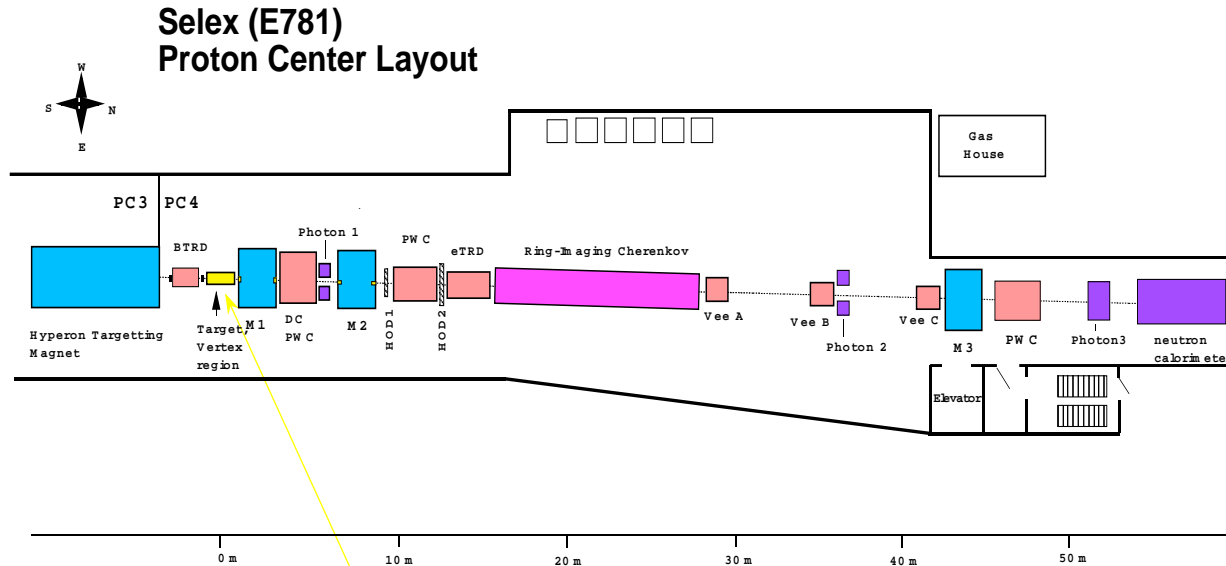 Selex (E781)
Proton Center Layout
W
S
N
E
Gas
House
PC3
PC4
BTRD
Photon 1
PWC
eTRD
Ring-Imaging Cherenkov
Hyperon Targetting
Magnet
Target,
Vertex
region
M1
DC
PWC
M2
HOD1
HOD2
Vee A
Vee B
Photon 2
Vee C
M3
PWC
Photon3
neutron
calorimete
Elevator
0 m
10 m
20 m
30 m
40 m
50 m